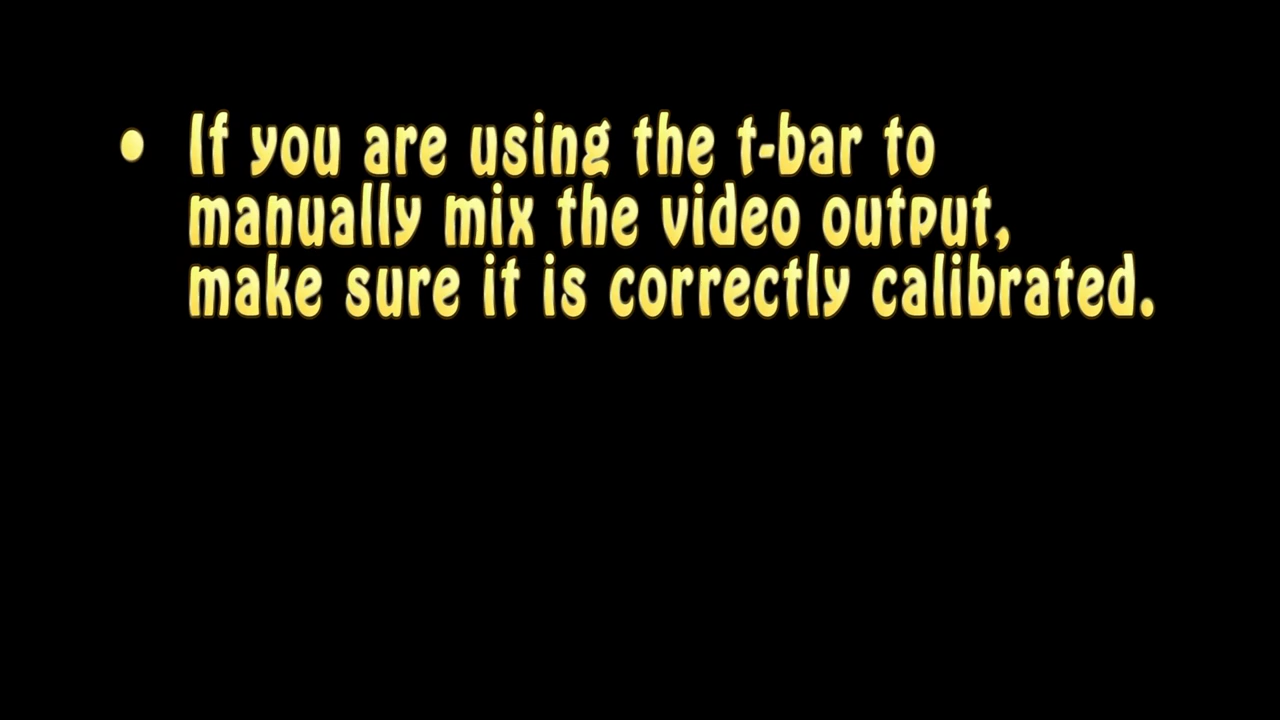 • If you are using the t-bar to
manually mix the video output,
make sure it is correctly calibrated.